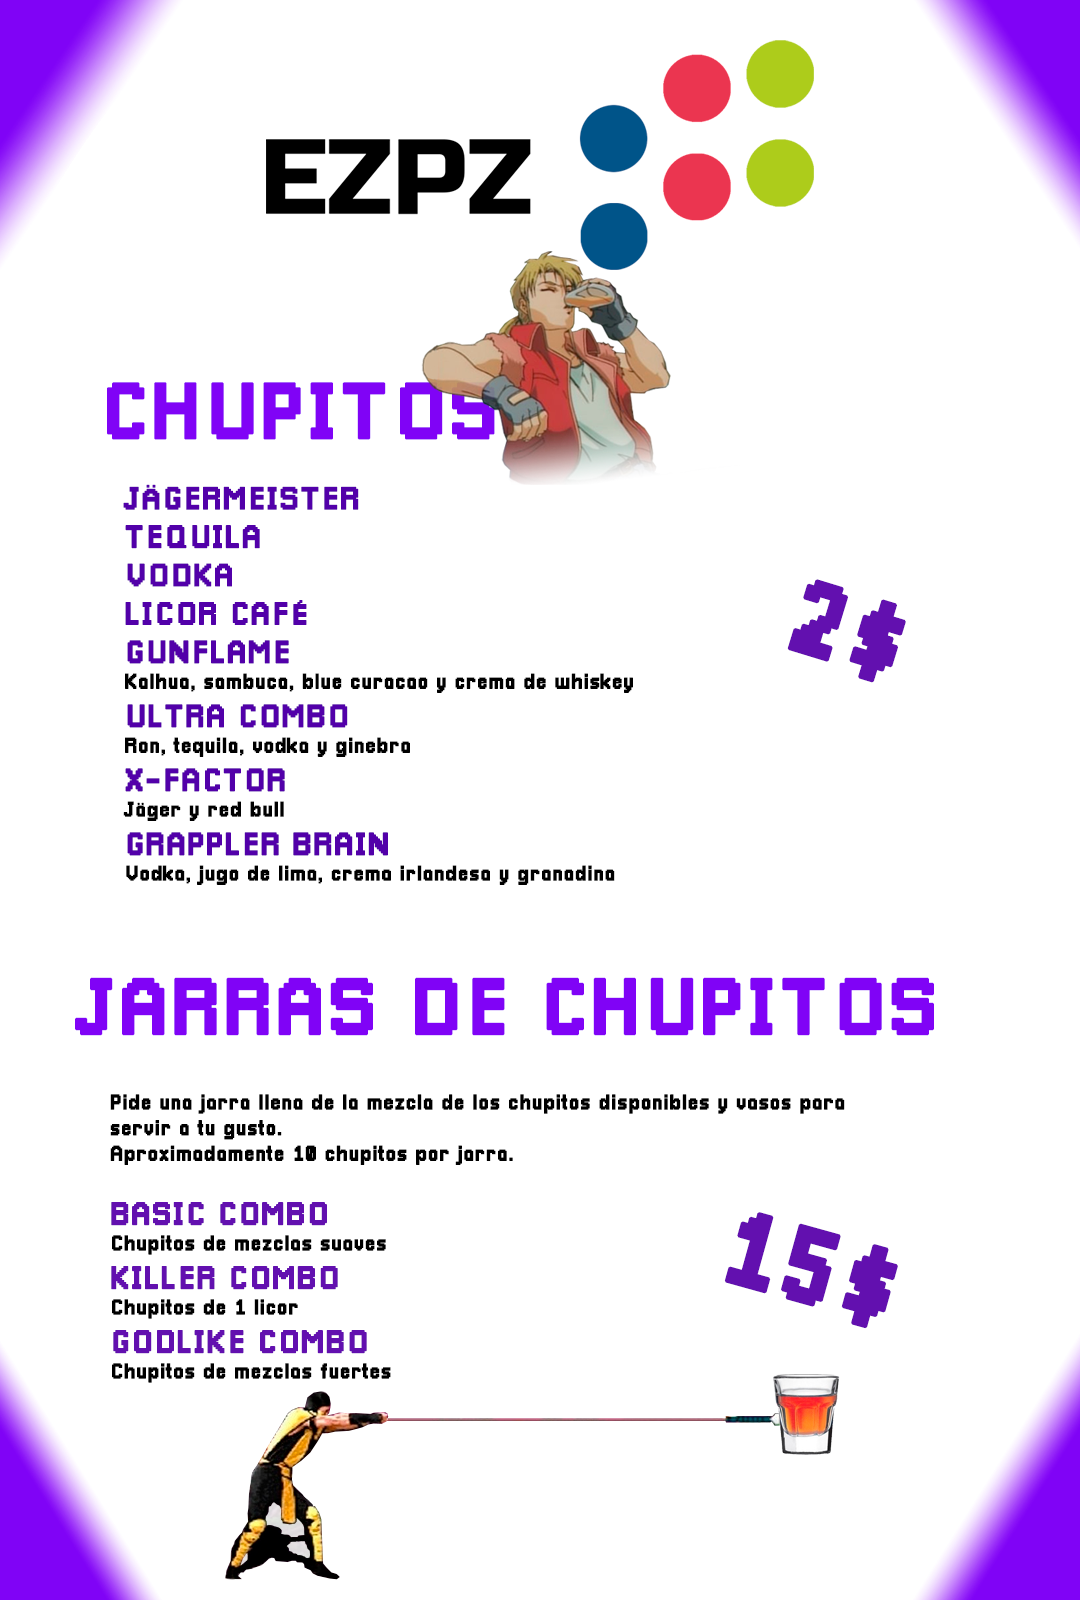 EZPZ
CHUPITOS
JÄGERMEISTER
TEQUILA
VODKA
LICOR CAFÉ
GUNFLAME
Kalhua, sambuca, blue curacao y crema de whiskey
2$
ULTRA COMBO
Ron, tequila, vodka y ginebra
X-FACTOR
Jäger y red bull
GRAPPLER BRAIN
Vodka, jugo de lima, crema irlandesa y granadina
JARRAS DE CHUPITOS
Pide una jarra llena de la mezcla de los chupitos disponibles y vasos para
servir a tu gusto.
Aproximadamente 10 chupitos por jarra.
BASIC COMBO
Chupitos de mezclas suaves
KILLER COMBO
Chupitos de 1 licor
15$
GODLIKE COMBO
Chupitos de mezclas fuertes